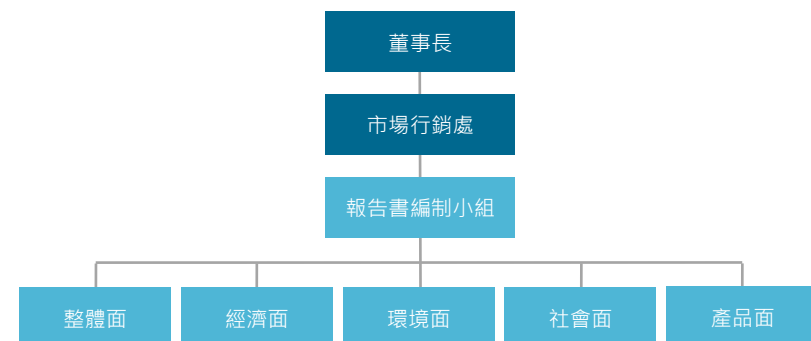 董事長
市場行銷處
報告書編制小組
整體面
經濟面
環境面
社會面
產品面